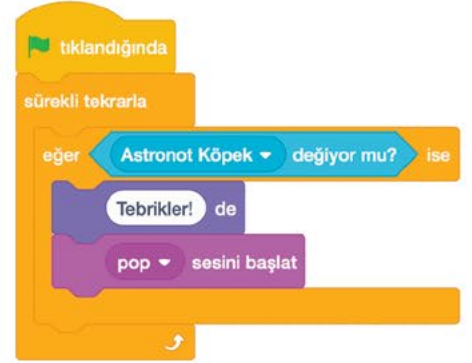 tıklandığında
sürekli tekrarla
eğer Astronot Köpek değiyor mu? ise
Tebrikler! de
pop sesini başlat